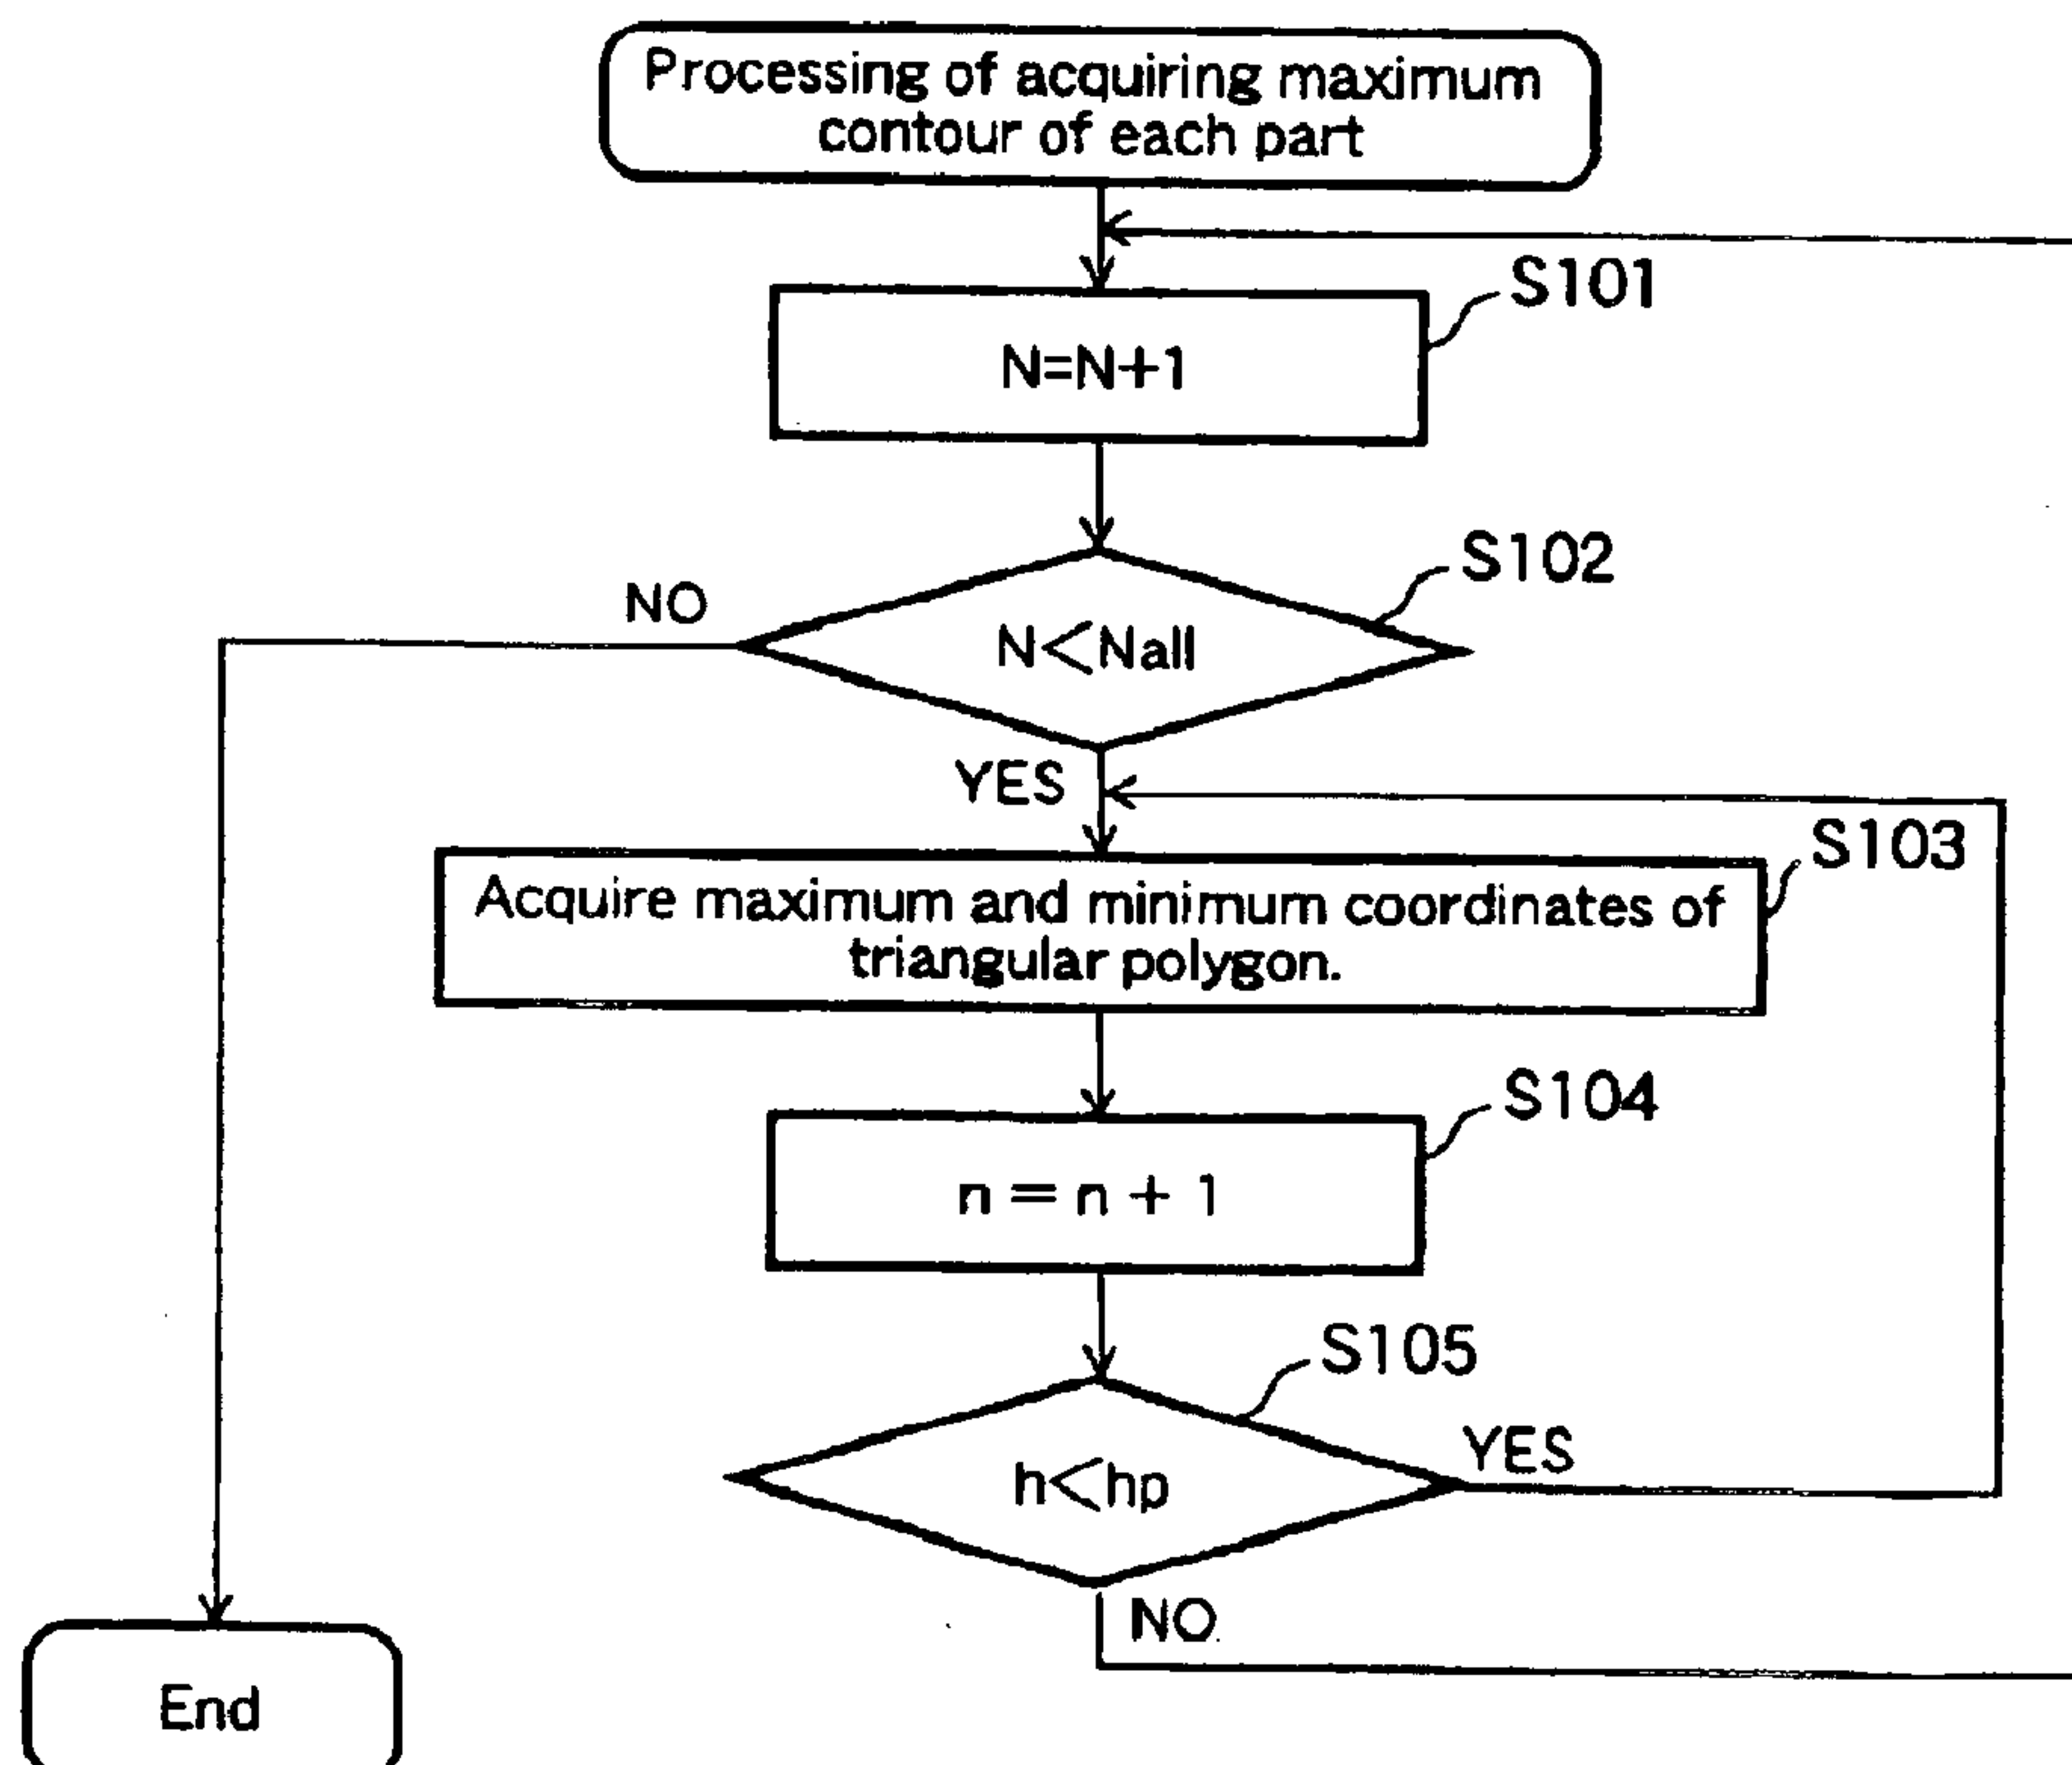 Processing of acquiring maximum
contour of each part
S101
N=N+1
S102
NO
N<Nall
YES
S103
Acquire maximum and minimum coordinates of
triangular polygon.
S104
n = n + 1
S105
YES
h<hp
NO
End